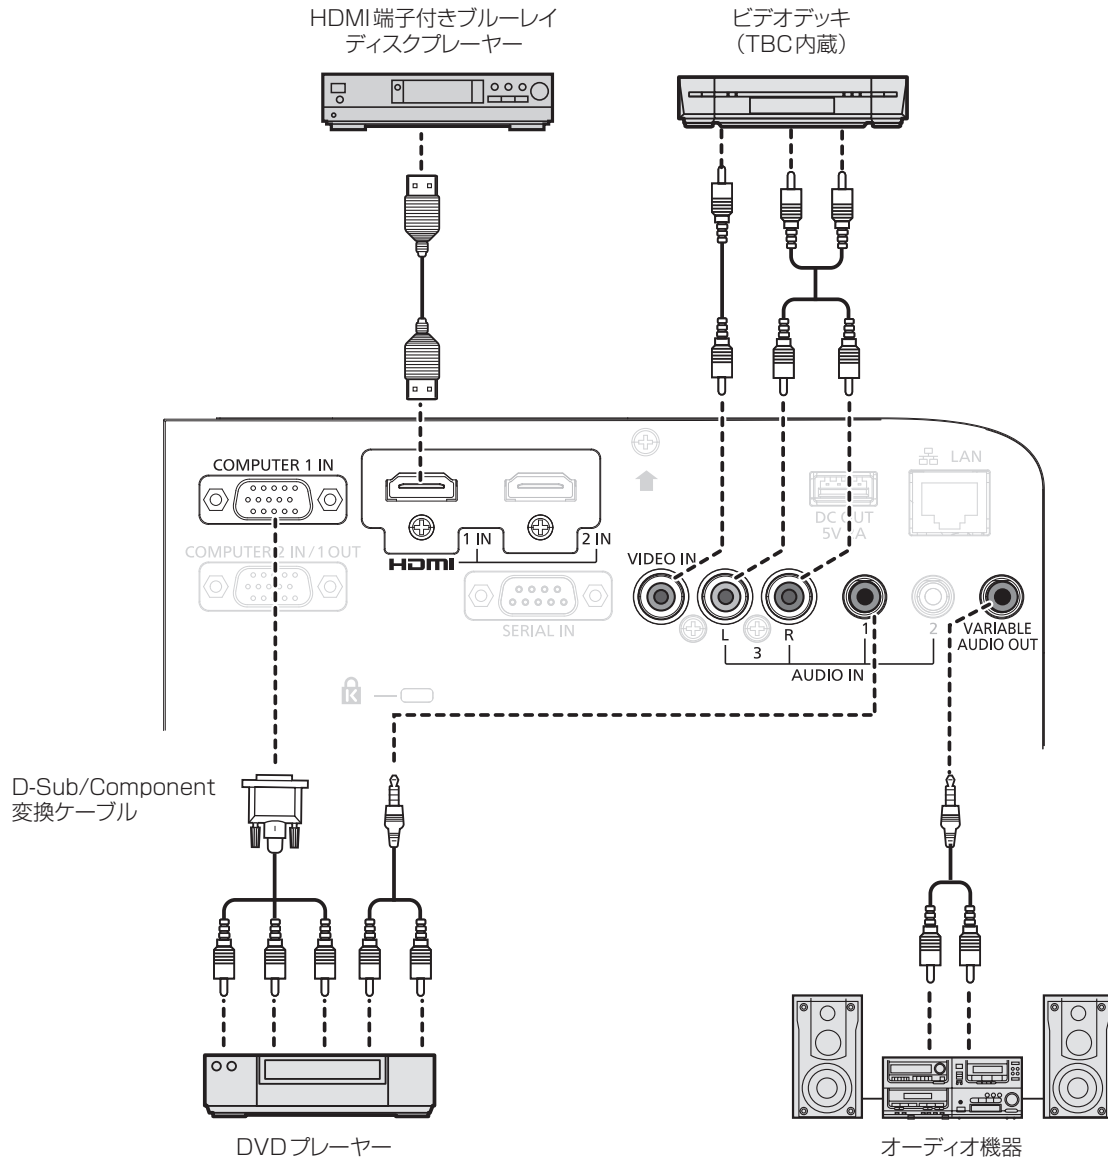 HDMI端子付きブルーレイ
ディスクプレーヤー
ビデオデッキ
（TBC内蔵）
COMPUTER 1 IN
LAN
DC OUT
5V A
1 IN
2 IN
HDMI
COMPUTER 2 IN/1 OUT
VIDEO IN
SERIAL IN
L
R
1
2
VARIABLE
AUDIO OUT
3
AUDIO IN
K
D-Sub/Component
変換ケーブル
DVDプレーヤー
オーディオ機器